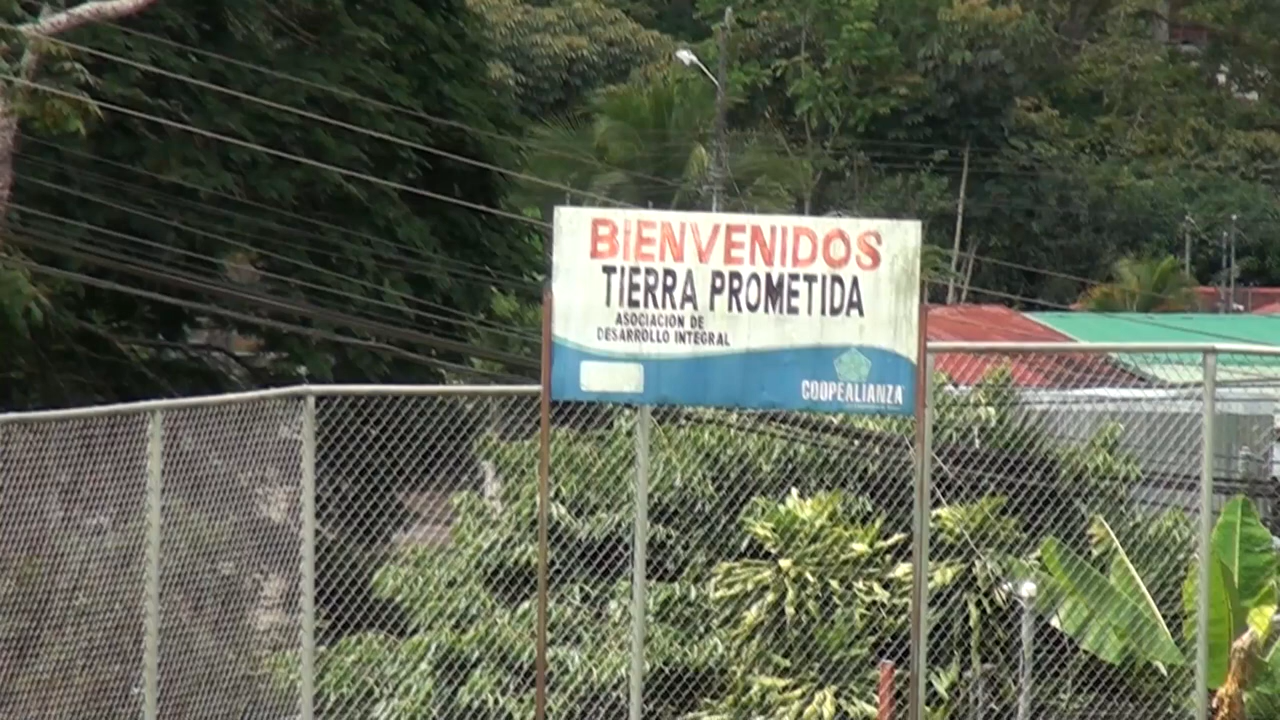 BIENVENIDOS
TIERRA PROMETIDA
ASOCIACION DE
DESARROLLO INTEGRAL
COOPEALIANZA